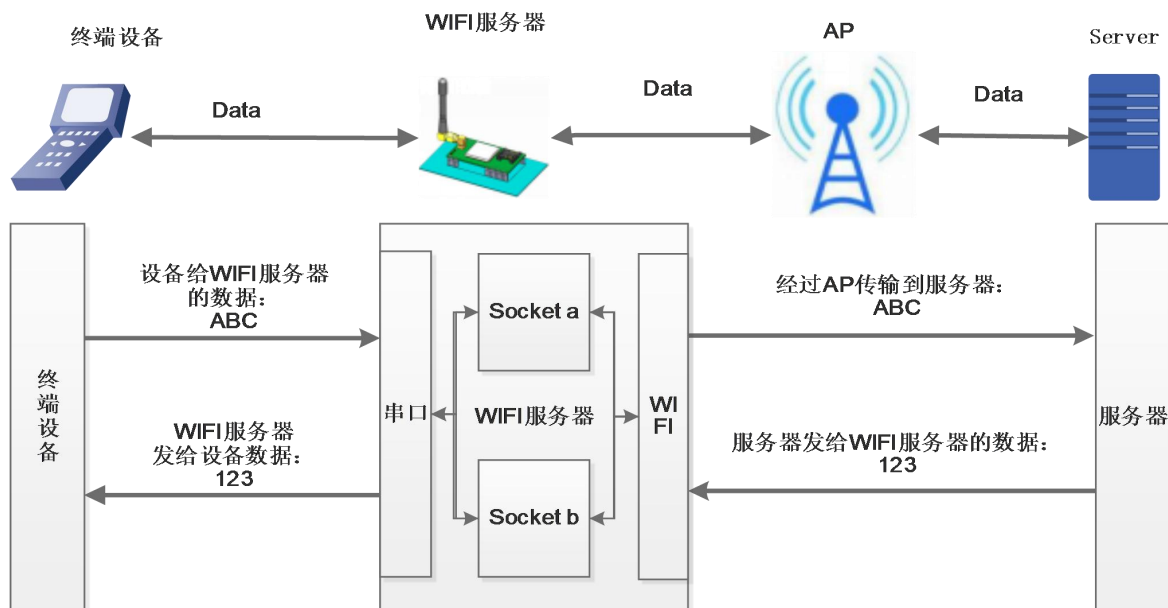 终端设备
WIFI服务器
AP
Server
Data
Data
Data
设备给WIFI服务器
的数据：
ABC
经过AP传输到服务器：
ABC
终端设备
串口
Socket a
WIFI服务器
Socket b
WI
FI
服务器
WIFI服务器
发给设备数据：
123
服务器发给WIFI服务器的数据：
123